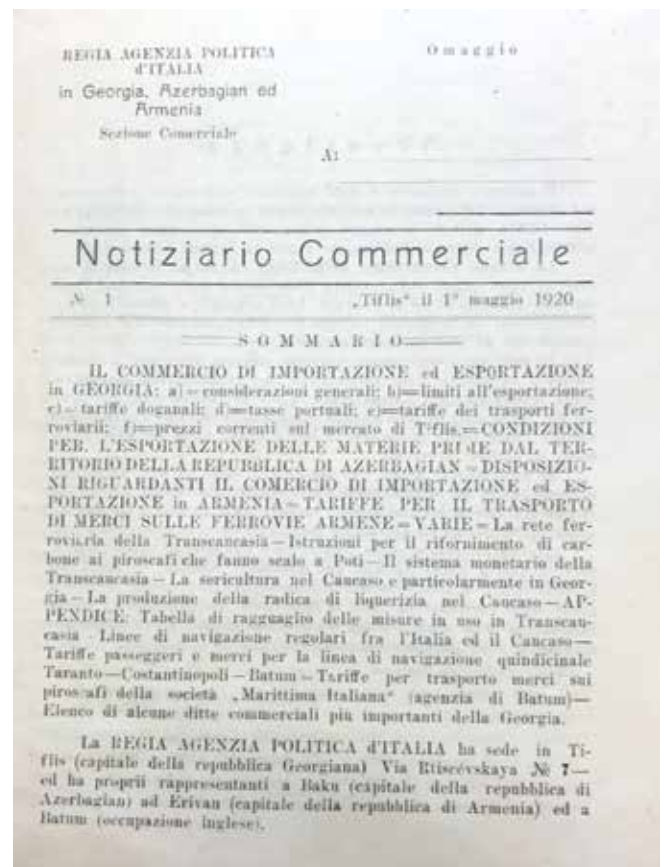 REGIA AGENZIA POLITICA
d'ITALIA
in Georgia, Azerbagian ed
Armenia
Sezione Comerciale
Omaggio
A:
Notiziario Commerciale
№ 1
„Tiflis“ il 1° maggio 1920
SOMMARIO
IL COMMERCIO DI IMPORTAZIONE ed ESPORTAZIONE
in GEORGIA: a)—considerazioni generali; b)=limiti all'esportazione;
c)—tariffe doganali; d)=tasse portuali; e)=tariffe dei trasporti fer-
roviarii; f)=prezzi correnti sul mercato di Tiflis.=CONDIZIONI
PER L'ESPORTAZIONE DELLE MATERIE PRIME DAL TER-
RITORIO DELLA REPUBBLICA DI AZERBAGIAN=DISPOSIZIO-
NI RIGUARDANTI IL COMERCIO DI IMPORTAZIONE ed ES-
PORTAZIONE in ARMENIA—TARIFFE PER IL TRASPORTO
DI MERCI SULLE FERROVIE ARMENE=VARIE=La rete fer-
roviaria della Transcancasia—Istruzioni per il rifornimento di car-
bone ai piroscafi che fanno scalo a Poti—Il sistema monetario della
Transcancasia—La sericultura nel Caucaso e particolarmente in Geor-
gia—La produzione della radica di liquerizia nel Caucaso—AP-
PENDICE: Tabella di ragguaglio delle misure in uso in Transcau-
casia—Linee di navigazione regolari fra l'Italia ed il Caucaso—
Tariffe passeggeri e merci per la linea di navigazione quindicinale
Taranto—Costantinopoli—Batum—Tariffe per trasporto merci sui
piroscafi della società „Marittima Italiana“ (agenzia di Batum)—
Elenco di alcune ditte commerciali più importanti della Georgia.
La REGIA AGENZIA POLITICA d'ITALIA ha sede in Ti-
flis (capitale della repubblica Georgiana) Via Rtiscévskaya № 7—
ed ha proprii rappresentanti a Baku (capitale della repubblica di
Azerbagian) ad Erivan (capitale della repubblica di Armenia) ed a
Batum (occupazione inglese).